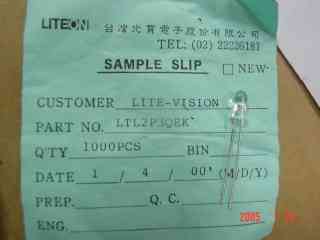 LITEON 台灣光寶電子股份有限公司
TEL: (02) 22226181
SAMPLE SLIP □ NEW
CUSTOMER LITE-VISION
PART NO. LTL2P3QEK
Q'TY 1000PCS BIN
DATE 1 / 4 / 00' (M/D/Y)
PREP. Q.C.
ENG.
2005